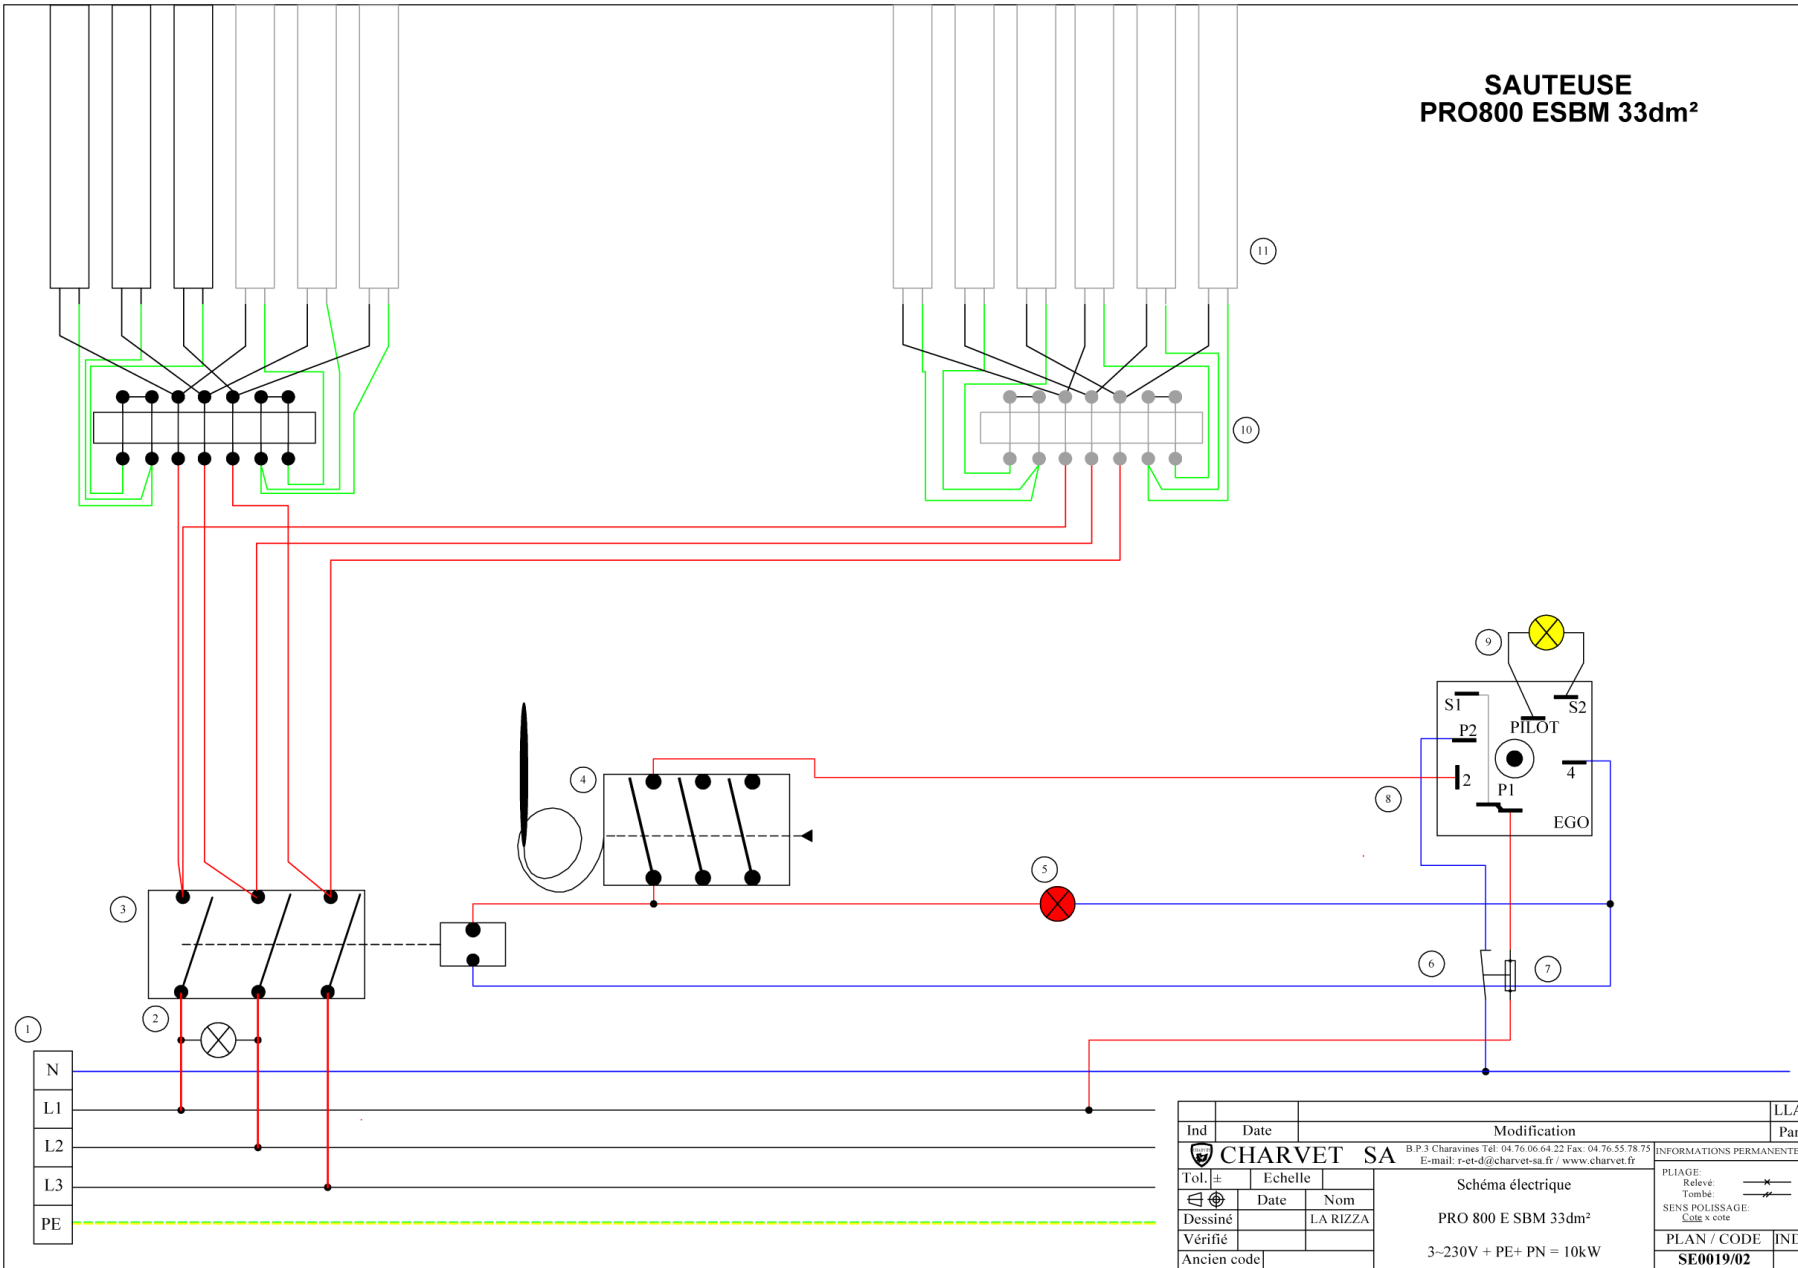 SAUTEUSE
PRO800 ESBM 33dm²
11
10
9
S1
S2
PILOT
P2
4
2
4
8
P1
EGO
5
3
6
7
2
1
N
L1
L2
L3
PE
LLA
Ind Date Modification Par
CHARVET SA
B.P.3 Charavines Tél: 04.76.06.64.22 Fax: 04.76.55.78.75
E-mail: r-et-d@charvet-sa.fr / www.charvet.fr
INFORMATIONS PERMANENTE
Tol. ± Echelle
Date Nom
Dessiné LA RIZZA
Vérifié
Ancien code
Schéma électrique
PRO 800 E SBM 33dm²
3~230V + PE+ PN = 10kW
PLIAGE:
Relevé:
Tombé:
SENS POLISSAGE:
Cote x cote
PLAN / CODE IND
SE0019/02